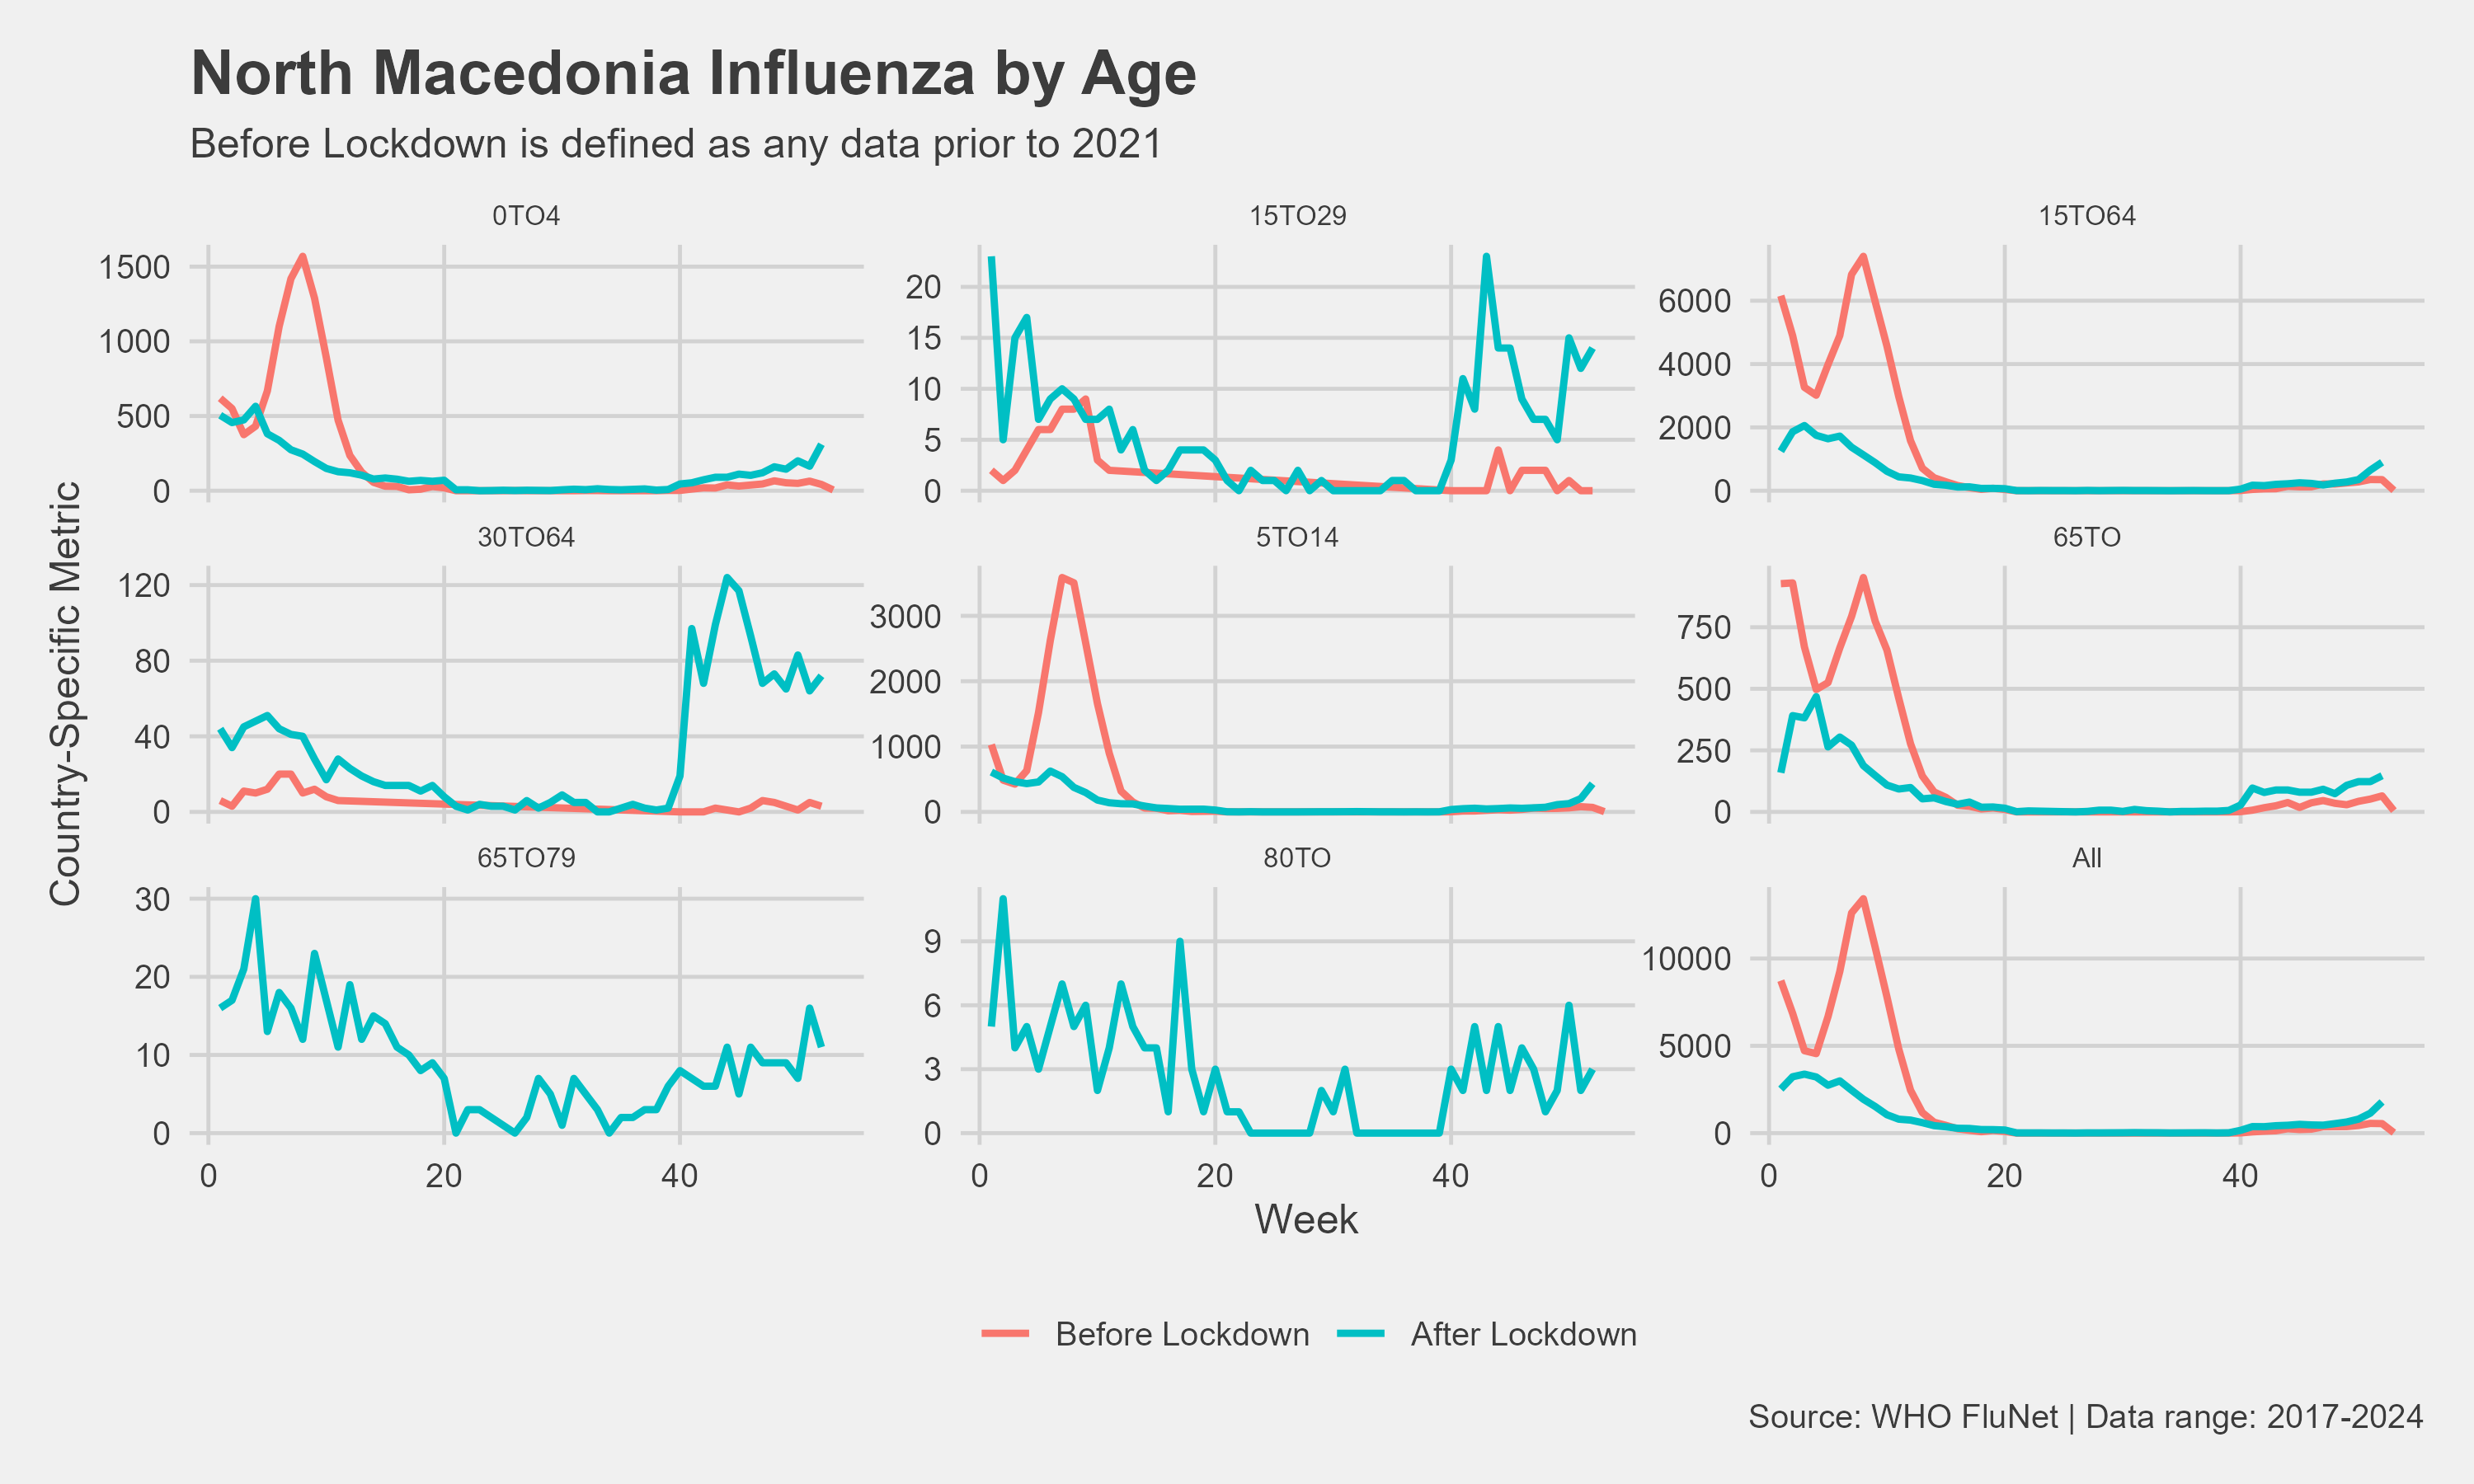 North Macedonia Influenza by Age
Before Lockdown is defined as any data prior to 2021
Country-Specific Metric
0TO4
1500
1000
500
0
15TO29
20
15
10
5
0
15TO64
6000
4000
2000
0
30TO64
120
80
40
0
5TO14
3000
2000
1000
0
65TO
750
500
250
0
65TO79
30
20
10
0
0 20 40
80TO
9
6
3
0
0 20 40
All
10000
5000
0
0 20 40
Week
Before Lockdown After Lockdown
Source: WHO FluNet | Data range: 2017-2024